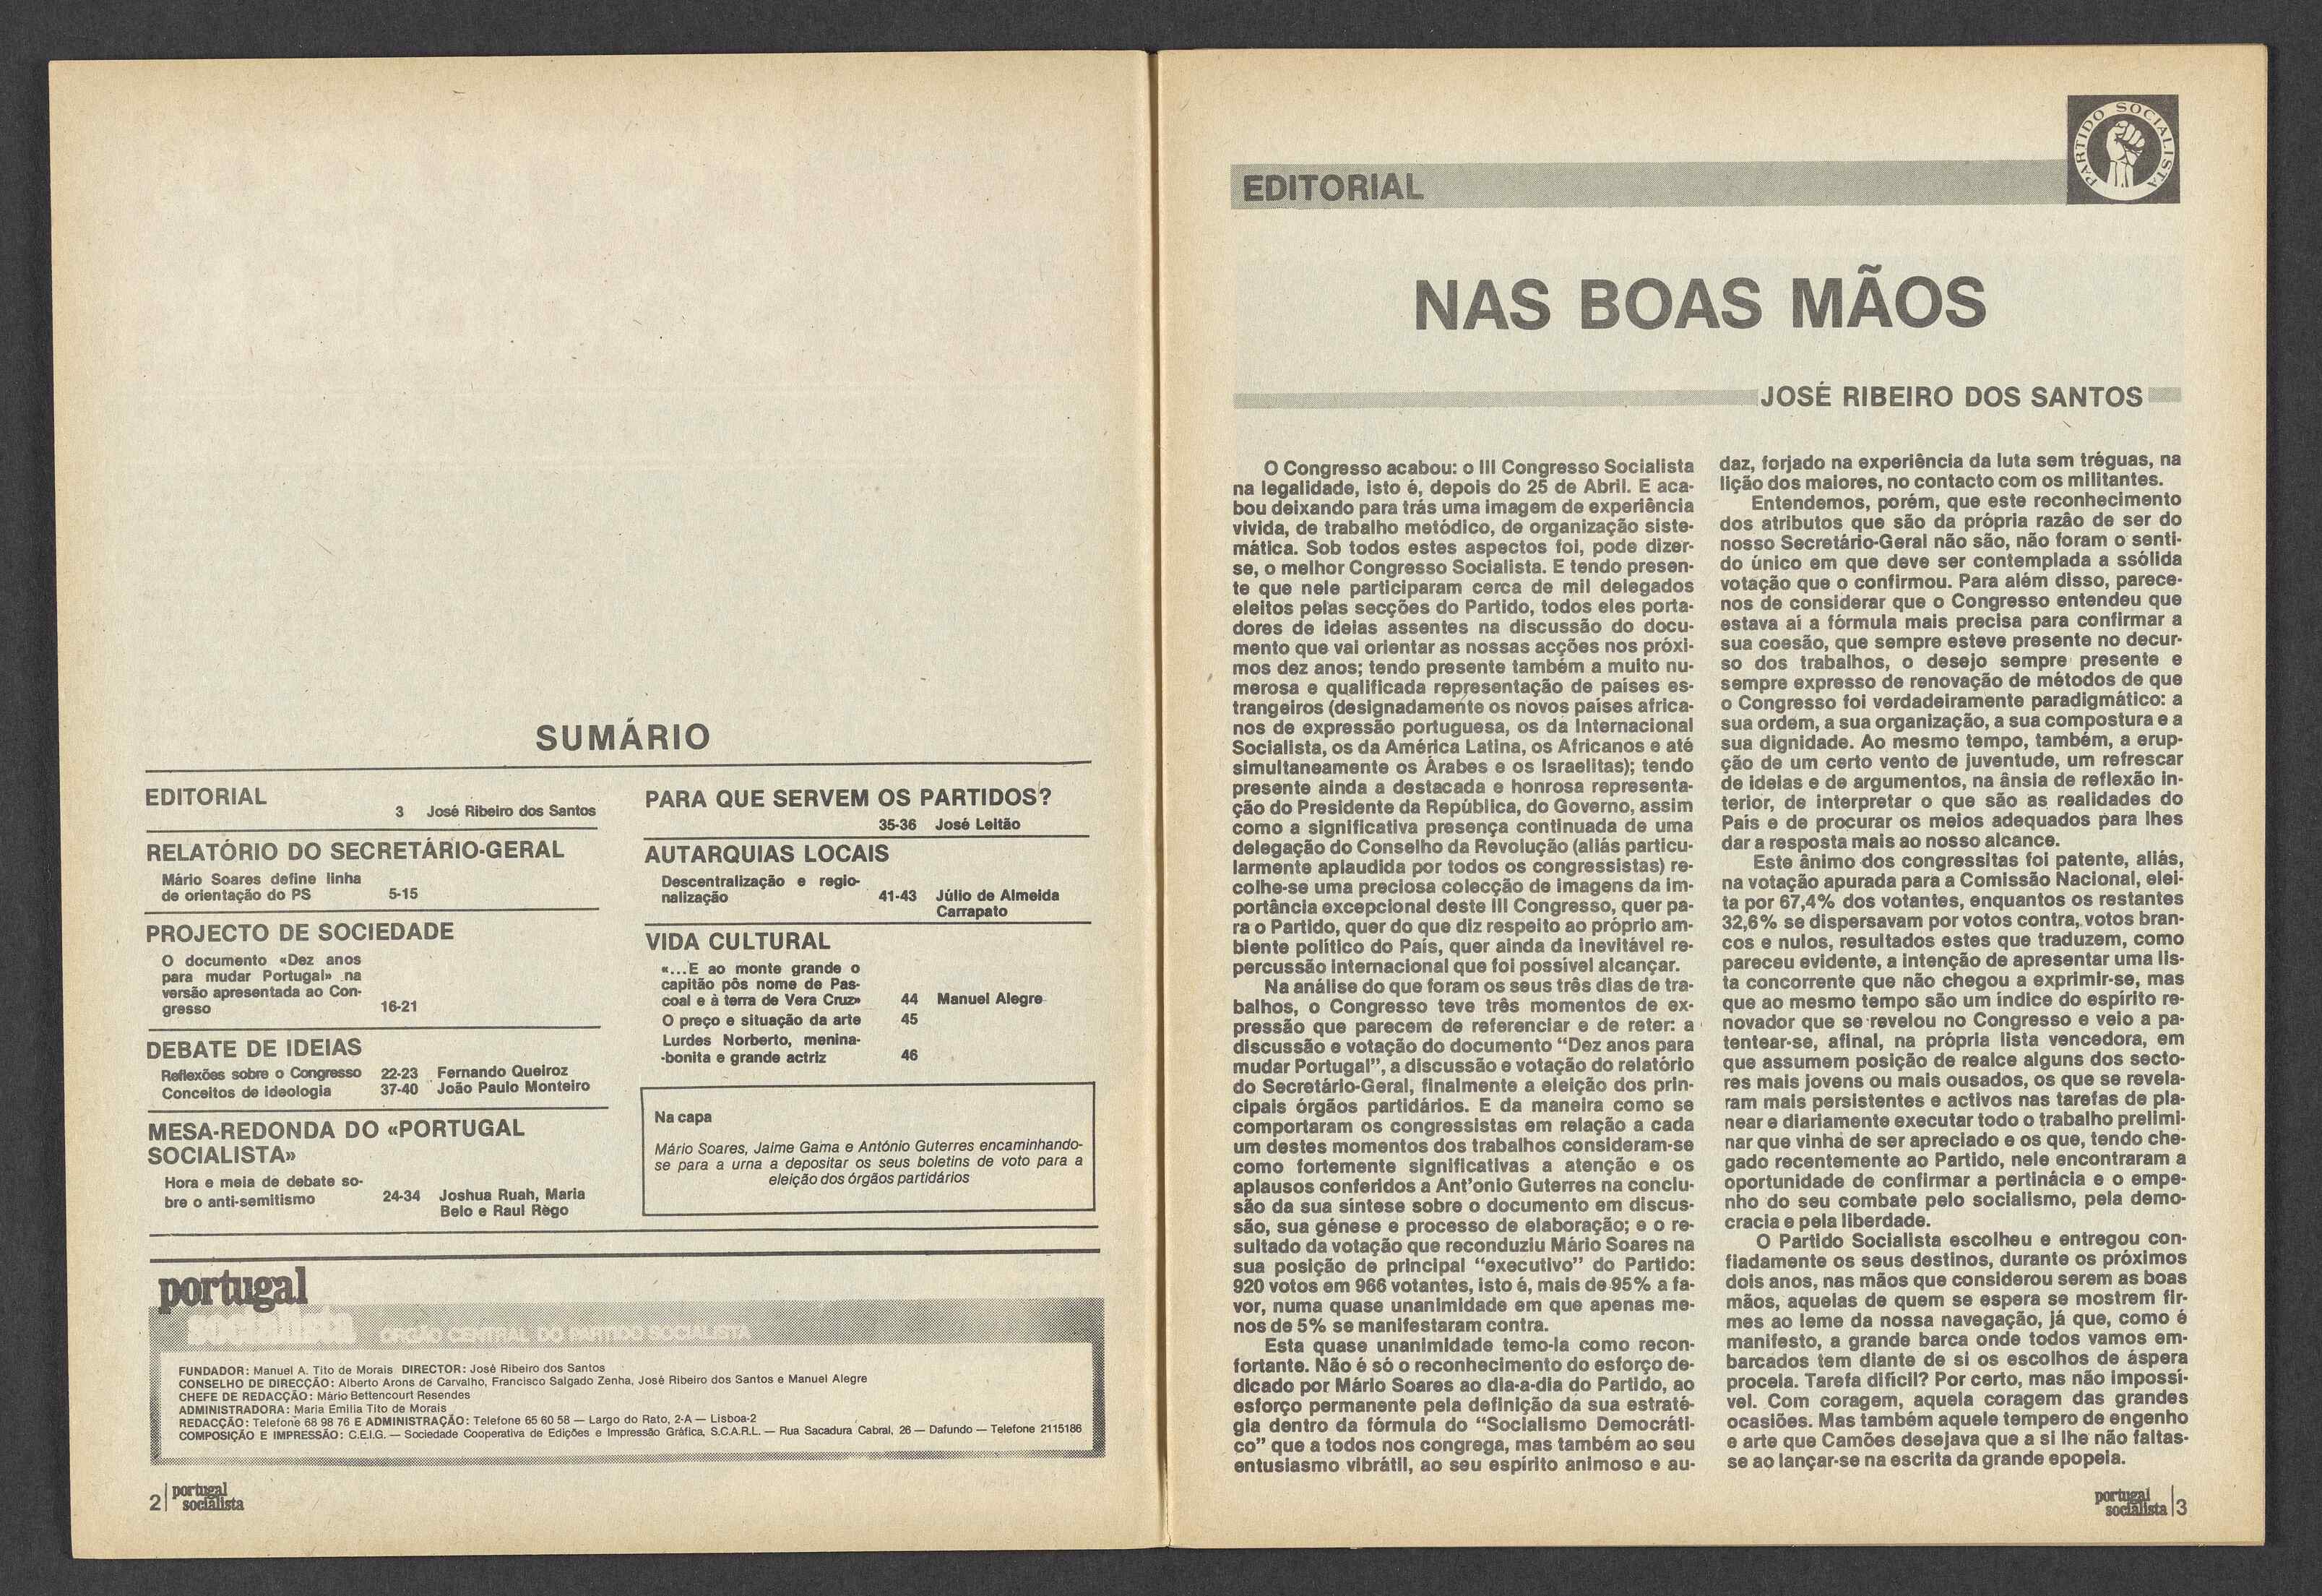 SUMÁRIO
EDITORIAL
3 José Ribeiro dos Santos
RELATÓRIO DO SECRETÁRIO-GERAL
Mário Soares define linha
de orientação do PS 5-15
PROJECTO DE SOCIEDADE
O documento «Dez anos
para mudar Portugal» na
versão apresentada ao Con-
gresso 16-21
DEBATE DE IDEIAS
Reflexões sobre o Congresso 22-23 Fernando Queiroz
Conceitos de ideologia 37-40 João Paulo Monteiro
MESA-REDONDA DO «PORTUGAL
SOCIALISTA»
Hora e meia de debate so-
bre o anti-semitismo 24-34 Joshua Ruah, Maria
Belo e Raul Rêgo
PARA QUE SERVEM OS PARTIDOS?
35-36 José Leitão
AUTARQUIAS LOCAIS
Descentralização e regio-
nalização 41-43 Júlio de Almeida
Carrapato
VIDA CULTURAL
«...E ao monte grande o
capitão pôs nome de Pas-
coal e à terra de Vera Cruz» 44 Manuel Alegre
O preço e situação da arte 45
Lurdes Norberto, menina-
-bonita e grande actriz 46
Na capa
Mário Soares, Jaime Gama e António Guterres encaminhando-
se para a urna a depositar os seus boletins de voto para a
eleição dos órgãos partidários
portugal
socialista ÓRGÃO CENTRAL DO PARTIDO SOCIALISTA
FUNDADOR: Manuel A. Tito de Morais DIRECTOR: José Ribeiro dos Santos
CONSELHO DE DIRECÇÃO: Alberto Arons de Carvalho, Francisco Salgado Zenha, José Ribeiro dos Santos e Manuel Alegre
CHEFE DE REDACÇÃO: Mário Bettencourt Resendes
ADMINISTRADORA: Maria Emília Tito de Morais
REDACÇÃO: Telefone 68 98 76 E ADMINISTRAÇÃO: Telefone 65 60 58 — Largo do Rato, 2-A — Lisboa-2
COMPOSIÇÃO E IMPRESSÃO: C.E.I.G. — Sociedade Cooperativa de Edições e Impressão Gráfica, S.C.A.R.L. — Rua Sacadura Cabral, 26 — Dafundo — Telefone 2115186
2 portugal
socialista
PARTIDO SOCIALISTA
EDITORIAL
NAS BOAS MÃOS
JOSÉ RIBEIRO DOS SANTOS
O Congresso acabou: o III Congresso Socialista
na legalidade, isto é, depois do 25 de Abril. E aca-
bou deixando para trás uma imagem de experiência
vivida, de trabalho metódico, de organização siste-
mática. Sob todos estes aspectos foi, pode dizer-
se, o melhor Congresso Socialista. E tendo presen-
te que nele participaram cerca de mil delegados
eleitos pelas secções do Partido, todos eles porta-
dores de ideias assentes na discussão do docu-
mento que vai orientar as nossas acções nos próxi-
mos dez anos; tendo presente também a muito nu-
merosa e qualificada representação de países es-
trangeiros (designadamente os novos países africa-
nos de expressão portuguesa, os da Internacional
Socialista, os da América Latina, os Africanos e até
simultaneamente os Árabes e os Israelitas); tendo
presente ainda a destacada e honrosa representa-
ção do Presidente da República, do Governo, assim
como a significativa presença continuada de uma
delegação do Conselho da Revolução (aliás particu-
larmente aplaudida por todos os congressistas) re-
colhe-se uma preciosa colecção de imagens da im-
portância excepcional deste III Congresso, quer pa-
ra o Partido, quer do que diz respeito ao próprio am-
biente político do País, quer ainda da inevitável re-
percussão internacional que foi possível alcançar.
Na análise do que foram os seus três dias de tra-
balhos, o Congresso teve três momentos de ex-
pressão que parecem de referenciar e de reter: a
discussão e votação do documento "Dez anos para
mudar Portugal", a discussão e votação do relatório
do Secretário-Geral, finalmente a eleição dos prin-
cipais órgãos partidários. E da maneira como se
comportaram os congressistas em relação a cada
um destes momentos dos trabalhos consideram-se
como fortemente significativas a atenção e os
aplausos conferidos a Ant'onio Guterres na conclu-
são da sua síntese sobre o documento em discus-
são, sua génese e processo de elaboração; e o re-
sultado da votação que reconduziu Mário Soares na
sua posição de principal "executivo" do Partido:
920 votos em 966 votantes, isto é, mais de 95% a fa-
vor, numa quase unanimidade em que apenas me-
nos de 5% se manifestaram contra.
Esta quase unanimidade temo-la como recon-
fortante. Não é só o reconhecimento do esforço de-
dicado por Mário Soares ao dia-a-dia do Partido, ao
esforço permanente pela definição da sua estraté-
gia dentro da fórmula do "Socialismo Democráti-
co" que a todos nos congrega, mas também ao seu
entusiasmo vibrátil, ao seu espírito animoso e au-
daz, forjado na experiência da luta sem tréguas, na
lição dos maiores, no contacto com os militantes.
Entendemos, porém, que este reconhecimento
dos atributos que são da própria razão de ser do
nosso Secretário-Geral não são, não foram o senti-
do único em que deve ser contemplada a ssólida
votação que o confirmou. Para além disso, parece-
nos de considerar que o Congresso entendeu que
estava aí a fórmula mais precisa para confirmar a
sua coesão, que sempre esteve presente no decur-
so dos trabalhos, o desejo sempre presente e
sempre expresso de renovação de métodos de que
o Congresso foi verdadeiramente paradigmático: a
sua ordem, a sua organização, a sua compostura e a
sua dignidade. Ao mesmo tempo, também, a erup-
ção de um certo vento de juventude, um refrescar
de ideias e de argumentos, na ânsia de reflexão in-
terior, de interpretar o que são as realidades do
País e de procurar os meios adequados para lhes
dar a resposta mais ao nosso alcance.
Este ânimo dos congressitas foi patente, aliás,
na votação apurada para a Comissão Nacional, elei-
ta por 67,4% dos votantes, enquantos os restantes
32,6% se dispersavam por votos contra, votos bran-
cos e nulos, resultados estes que traduzem, como
pareceu evidente, a intenção de apresentar uma lis-
ta concorrente que não chegou a exprimir-se, mas
que ao mesmo tempo são um índice do espírito re-
novador que se revelou no Congresso e veio a pa-
tentear-se, afinal, na própria lista vencedora, em
que assumem posição de realce alguns dos secto-
res mais jovens ou mais ousados, os que se revela-
ram mais persistentes e activos nas tarefas de pla-
near e diariamente executar todo o trabalho prelimi-
nar que vinha de ser apreciado e os que, tendo che-
gado recentemente ao Partido, nele encontraram a
oportunidade de confirmar a pertinácia e o empe-
nho do seu combate pelo socialismo, pela demo-
cracia e pela liberdade.
O Partido Socialista escolheu e entregou con-
fiadamente os seus destinos, durante os próximos
dois anos, nas mãos que considerou serem as boas
mãos, aquelas de quem se espera se mostrem fir-
mes ao leme da nossa navegação, já que, como é
manifesto, a grande barca onde todos vamos em-
barcados tem diante de si os escolhos de áspera
procela. Tarefa difícil? Por certo, mas não impossí-
vel. Com coragem, aquela coragem das grandes
ocasiões. Mas também aquele tempero de engenho
e arte que Camões desejava que a si lhe não faltas-
se ao lançar-se na escrita da grande epopeia.
portugal
socialista 3